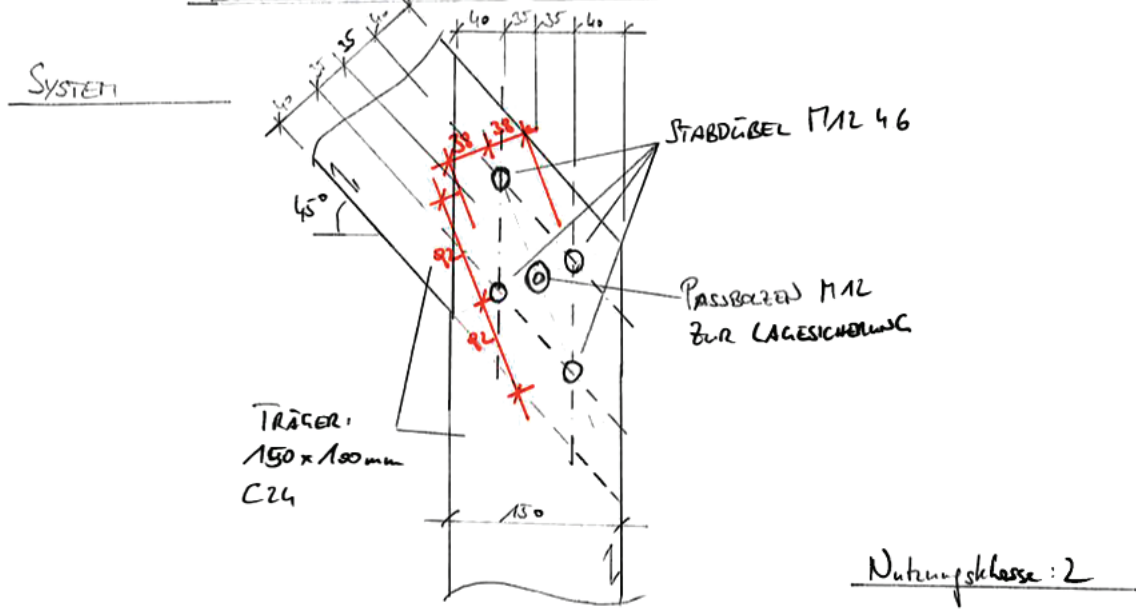 40 35 35 40
40 35 35 40
SYSTEM
38 38
STABDÜBEL M12 4 6
45°
92
PASSBOLZEN M12
ZUR LAGESICHERUNG
92
TRÄGER:
150 x 100 mm
C24
150
Nutzungsklasse: 2